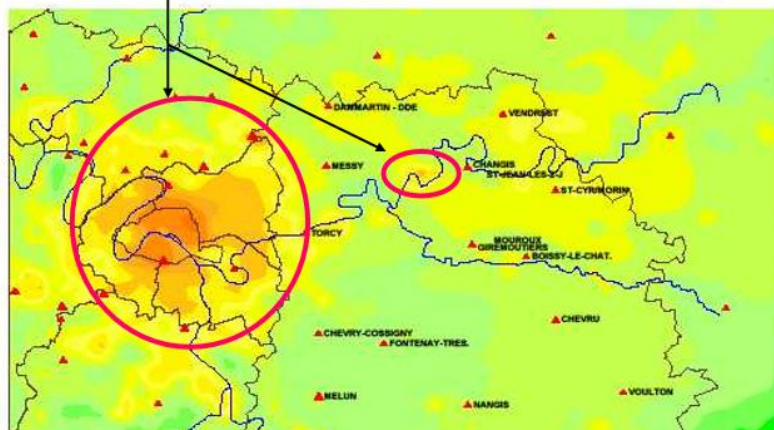 DAMMARTIN - DDE
VENDREST
MESSY
CHANGIS
ST-JEAN-LES-2-J
ST-CYR/MORIN
TORCY
MOUROUX
GIREMOUTIERS
BOISSY-LE-CHAT.
CHEVRY-COSSIGNY
FONTENAY-TRES.
CHEVRU
MELUN
NANGIS
VOULTON